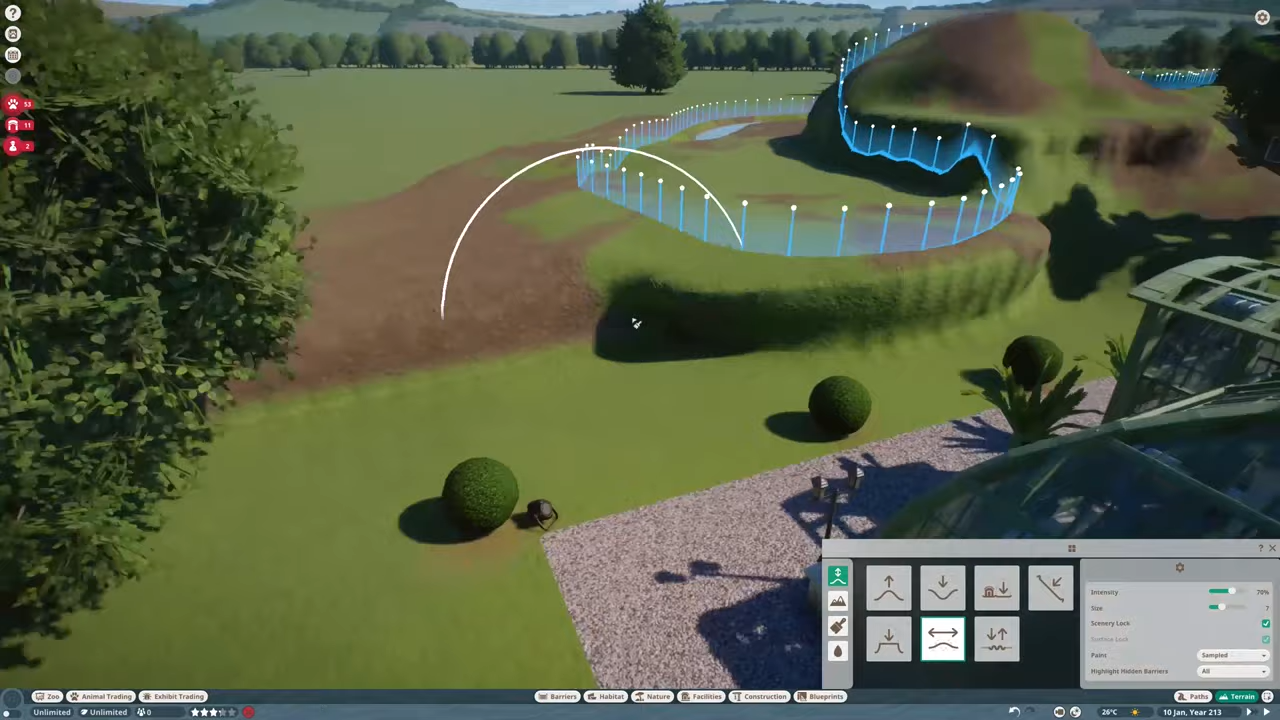 ?
53
11
2
?
Intensity 70%
Size 7
Scenery Lock
Surface Lock
Paint Sampled
Highlight Hidden Barriers All
Zoo Animal Trading Exhibit Trading Barriers Habitat Nature Facilities Construction Blueprints Paths Terrain
Unlimited Unlimited 0 26°C 10 Jan, Year 213